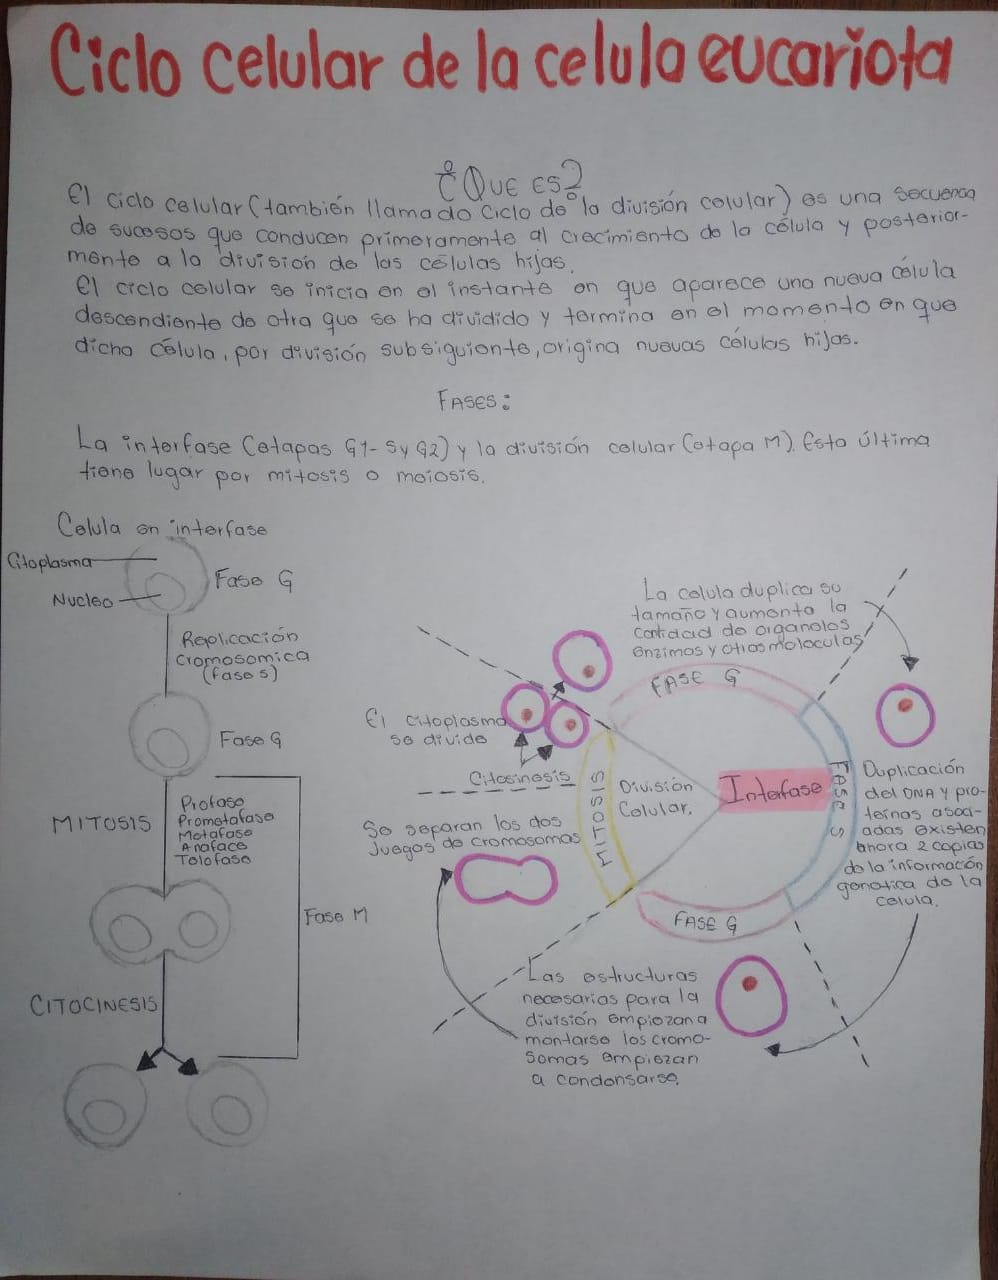 Ciclo celular de la celula eucariota
¿Que es?
El ciclo celular (también llamado ciclo de la división celular) es una secuencia
de sucesos que conducen primeramente al crecimiento de la célula y posterior-
mente a la división de las células hijas.
El ciclo celular se inicia en el instante en que aparece una nueva célula
descendiente de otra que se ha dividido y termina en el momento en que
dicha célula, por división subsiguiente, origina nuevas células hijas.
Fases:
La interfase (etapas G1- S y G2) y la división celular (etapa M). Esta última
tiene lugar por mitosis o meiosis.
Celula en interfase
Citoplasma
Nucleo
Fase G
Replicación
cromosomica
(fase s)
Fase G
MITOSIS
Profase
Prometafase
Metafase
Anaface
Telofase
Fase M
CITOCINESIS
La celula duplica su
tamaño y aumenta la
cantidad de organelos
enzimas y otras moleculas
FASE G
El citoplasma
se divide
Citosinesis
MITOSIS
División
Celular.
Interfase
FASE S
Duplicación
del DNA y pro-
teínas asoci-
adas existen
ahora 2 copias
de la información
genetica de la
celula.
Se separan los dos
Juegos de cromosomas
FASE G
Las estructuras
necesarias para la
división empiezan a
montarse los cromo-
somas empiezan
a condensarse.